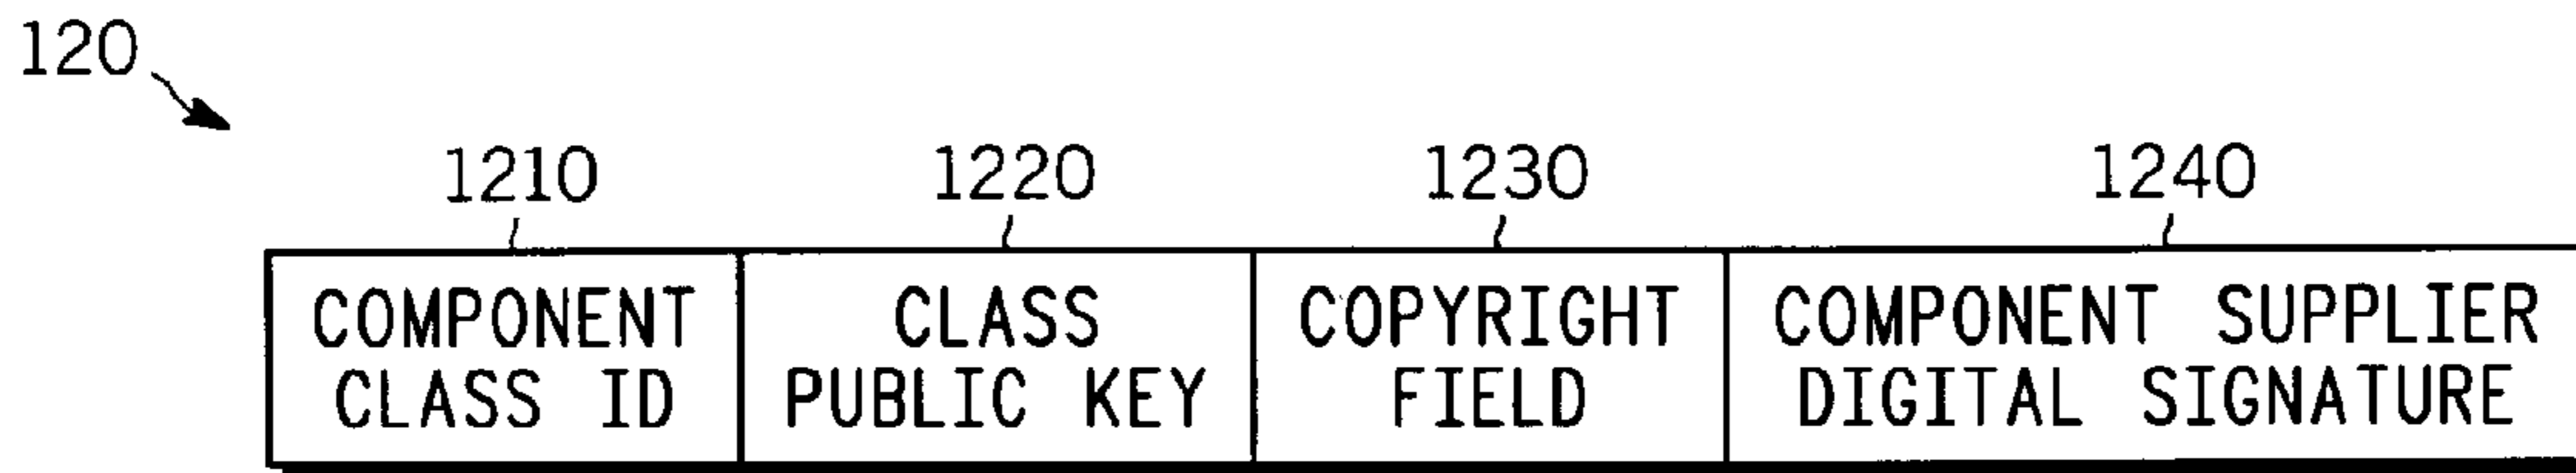 120
1210 1220 1230 1240
COMPONENT CLASS COPYRIGHT COMPONENT SUPPLIER
CLASS ID PUBLIC KEY FIELD DIGITAL SIGNATURE